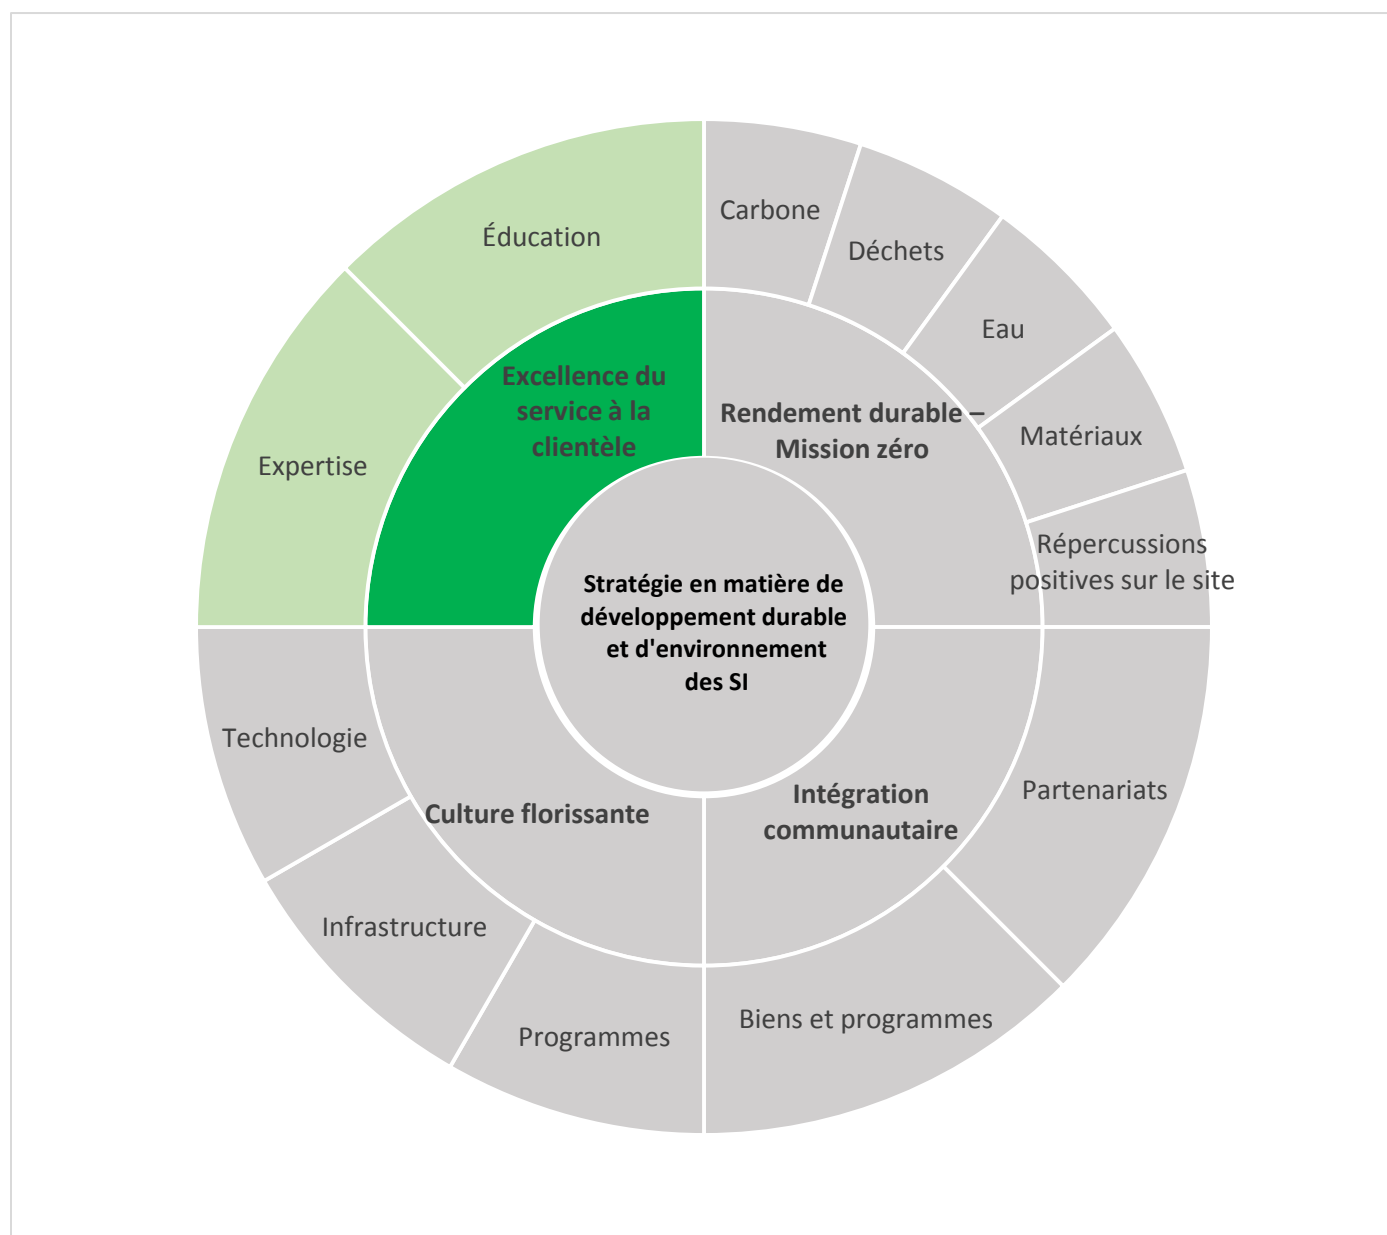 Carbone
Déchets
Eau
Matériaux
Répercussions
positives sur le site
Partenariats
Biens et programmes
Programmes
Infrastructure
Technologie
Expertise
Éducation
Excellence du
service à la
clientèle
Rendement durable –
Mission zéro
Intégration
communautaire
Culture florissante
Stratégie en matière de
développement durable
et d'environnement
des SI